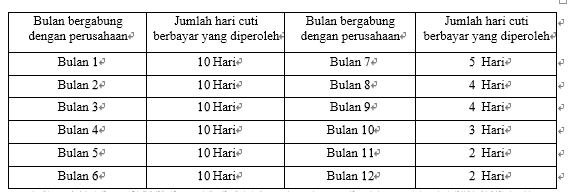 Bulan bergabung dengan perusahaan Jumlah hari cuti berbayar yang diperoleh Bulan bergabung dengan perusahaan Jumlah hari cuti berbayar yang diperoleh
Bulan 1 10 Hari Bulan 7 5 Hari
Bulan 2 10 Hari Bulan 8 4 Hari
Bulan 3 10 Hari Bulan 9 4 Hari
Bulan 4 10 Hari Bulan 10 3 Hari
Bulan 5 10 Hari Bulan 11 2 Hari
Bulan 6 10 Hari Bulan 12 2 Hari